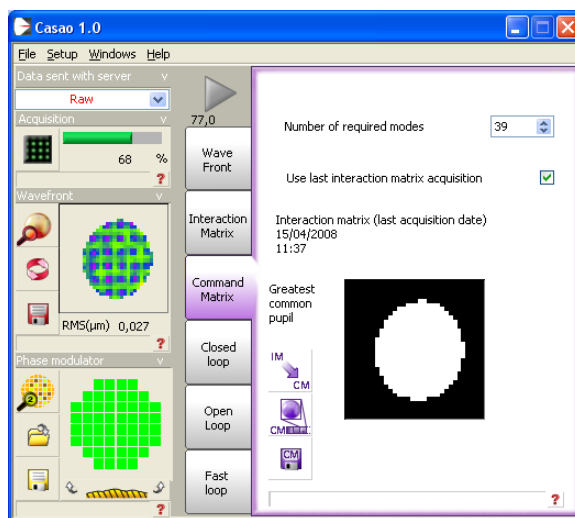 Casao 1.0
File Setup Windows Help
Data sent with server v
Raw
Acquisition v
68 %
?
Wavefront v
RMS(µm) 0,027
?
Phase modulator v
2
?
77,0
Wave
Front
Interaction
Matrix
Command
Matrix
Closed
loop
Open
Loop
Fast
loop
Number of required modes 39
Use last interaction matrix acquisition
Interaction matrix (last acquisition date)
15/04/2008
11:37
Greatest
common
pupil
IM
CM
CM
CM
?